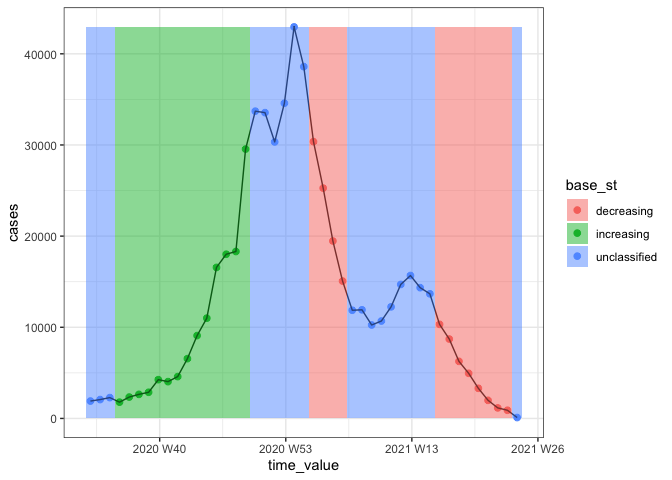 40000
30000
20000
10000
0
cases
2020 W40
2020 W53
2021 W13
2021 W26
time_value
base_st
decreasing
increasing
unclassified